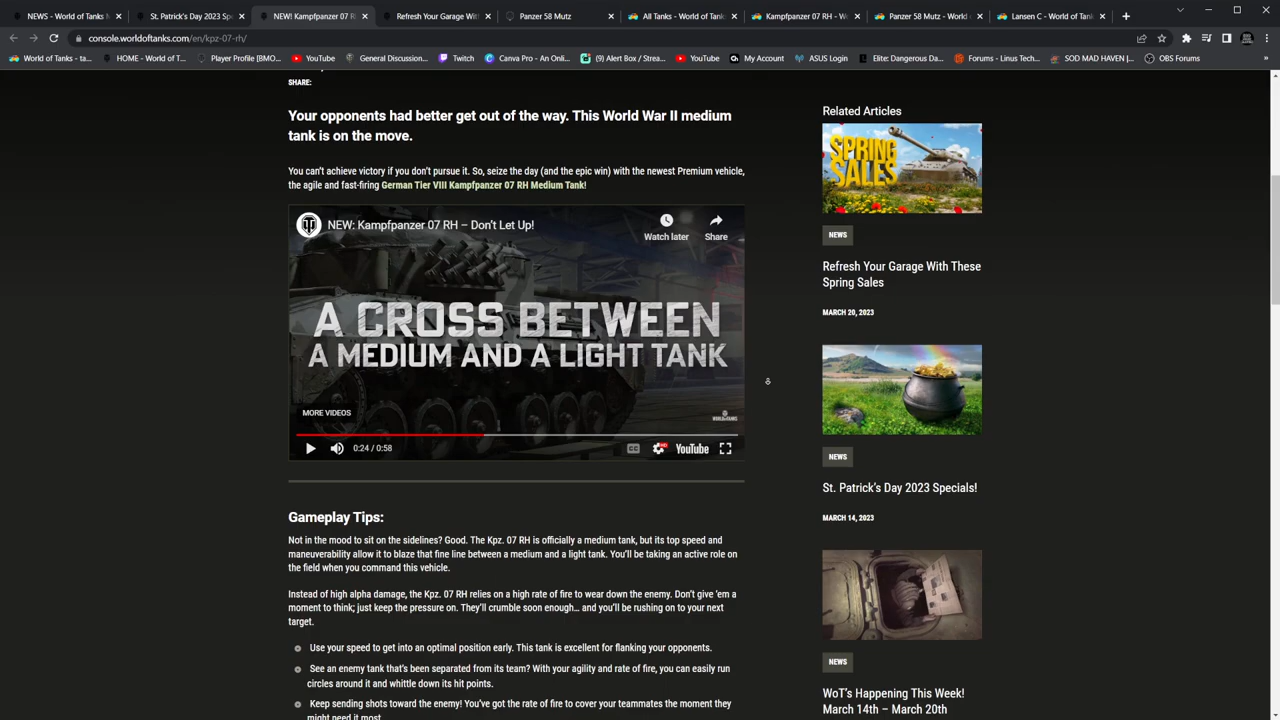 NEWS - World of Tanks M
St. Patrick's Day 2023 Spe
NEW! Kampfpanzer 07 R
Refresh Your Garage With
Panzer 58 Mutz
All Tanks - World of Tank
Kampfpanzer 07 RH - Wo
Panzer 58 Mutz - World
Lansen C - World of Tank
console.worldoftanks.com/en/kpz-07-rh/
World of Tanks - ta...
HOME - World of T...
Player Profile [BMO...
YouTube
General Discussion...
Twitch
Canva Pro - An Onli...
(9) Alert Box / Strea...
YouTube
My Account
ASUS Login
Elite: Dangerous Da...
Forums - Linus Tech...
SOD MAD HAVEN |...
OBS Forums
»
SHARE:
Your opponents had better get out of the way. This World War II medium
tank is on the move.
You can't achieve victory if you don't pursue it. So, seize the day (and the epic win) with the newest Premium vehicle,
the agile and fast-firing German Tier VIII Kampfpanzer 07 RH Medium Tank!
NEW: Kampfpanzer 07 RH – Don't Let Up!
Watch later
Share
A CROSS BETWEEN
A MEDIUM AND A LIGHT TANK
MORE VIDEOS
WORLD OF TANKS
0:24 / 0:58
CC
HD
YouTube
Gameplay Tips:
Not in the mood to sit on the sidelines? Good. The Kpz. 07 RH is officially a medium tank, but its top speed and
maneuverability allow it to blaze that fine line between a medium and a light tank. You'll be taking an active role on
the field when you command this vehicle.
Instead of high alpha damage, the Kpz. 07 RH relies on a high rate of fire to wear down the enemy. Don't give 'em a
moment to think; just keep the pressure on. They'll crumble soon enough… and you'll be rushing on to your next
target.
Use your speed to get into an optimal position early. This tank is excellent for flanking your opponents.
See an enemy tank that's been separated from its team? With your agility and rate of fire, you can easily run
circles around it and whittle down its hit points.
Keep sending shots toward the enemy! You've got the rate of fire to cover your teammates the moment they
might need it most.
Related Articles
SPRING
SALES
NEWS
Refresh Your Garage With These
Spring Sales
MARCH 20, 2023
NEWS
St. Patrick's Day 2023 Specials!
MARCH 14, 2023
NEWS
WoT's Happening This Week!
March 14th – March 20th